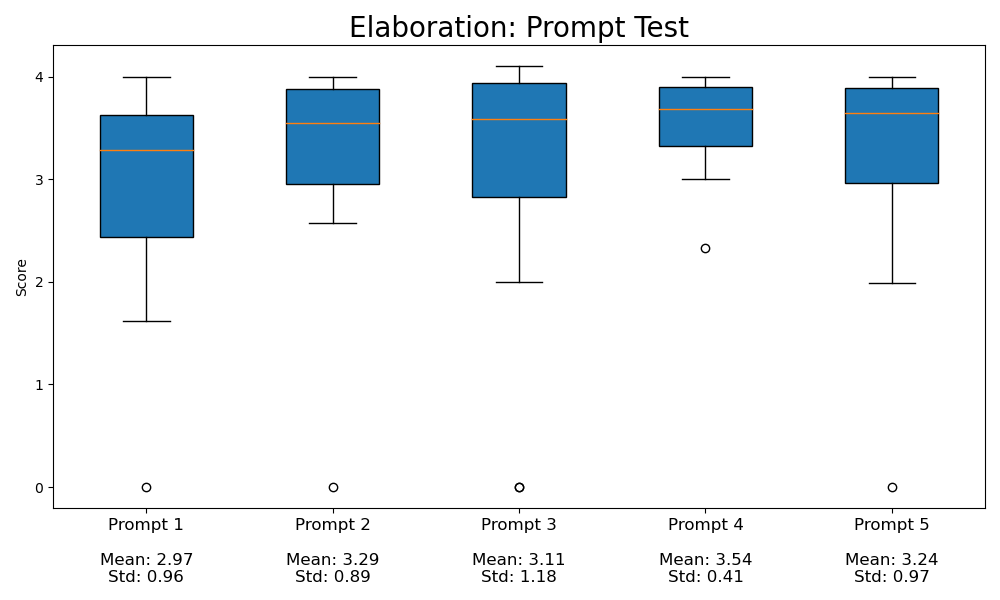 Elaboration: Prompt Test
4
3
2
1
0
Score
Prompt 1 Prompt 2 Prompt 3 Prompt 4 Prompt 5
Mean: 2.97 Mean: 3.29 Mean: 3.11 Mean: 3.54 Mean: 3.24
Std: 0.96 Std: 0.89 Std: 1.18 Std: 0.41 Std: 0.97